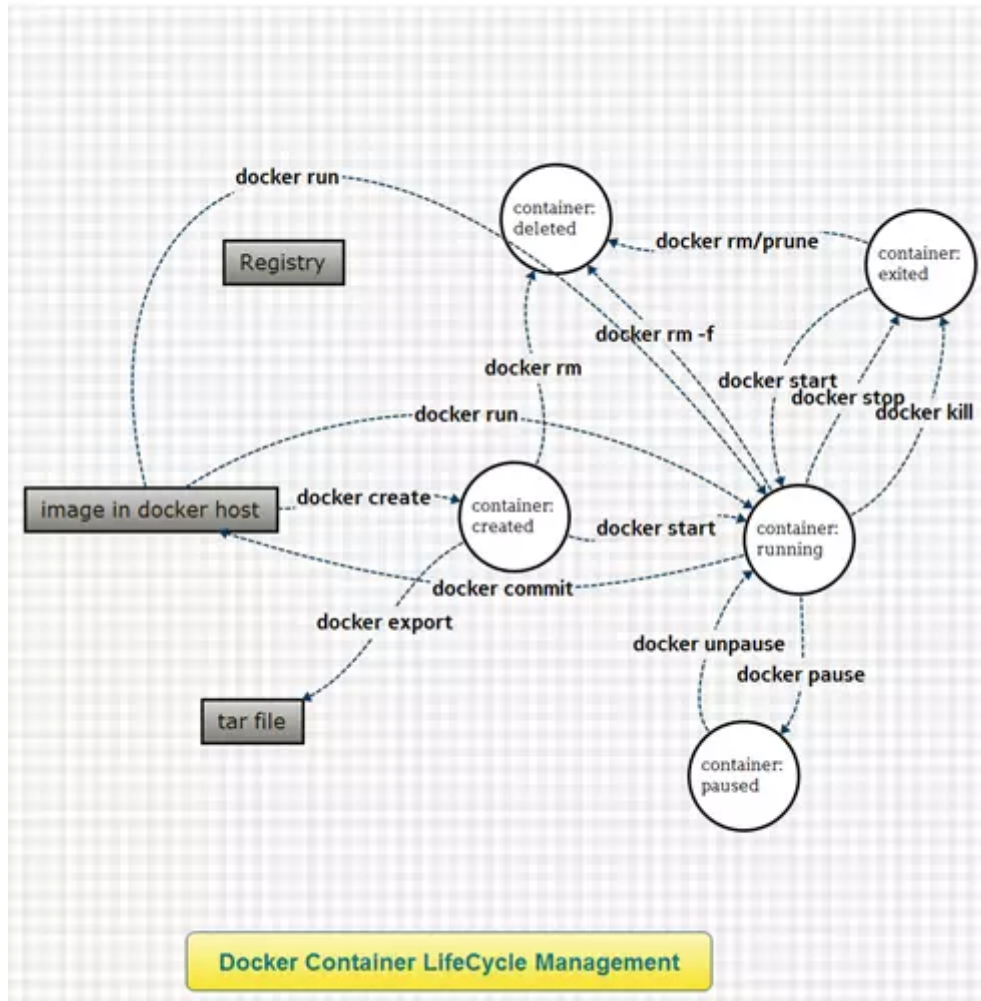 docker run
container:
deleted
docker rm/prune
container:
exited
Registry
docker rm -f
docker rm
docker start
docker stop
docker kill
docker run
image in docker host
docker create
container:
created
docker start
container:
running
docker commit
docker export
docker unpause
docker pause
tar file
container:
paused
Docker Container LifeCycle Management